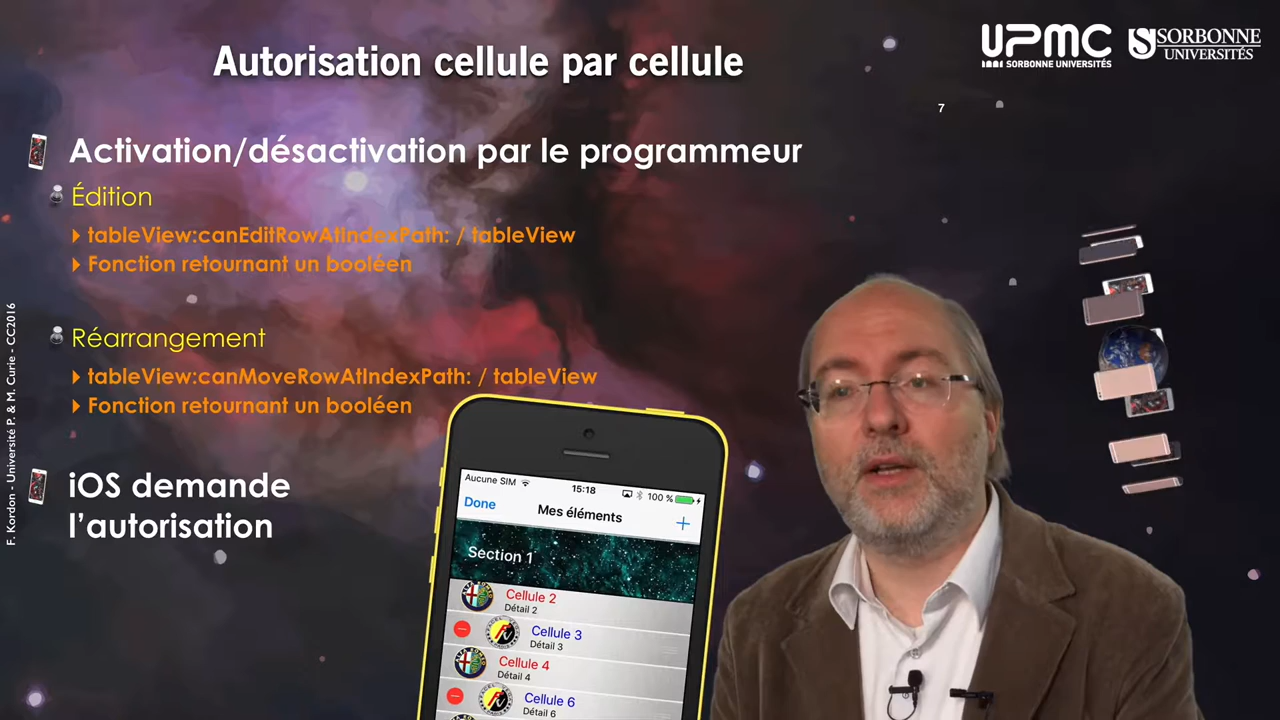 Autorisation cellule par cellule
UPMC
SORBONNE UNIVERSITÉS
SORBONNE
UNIVERSITÉS
7
Activation/désactivation par le programmeur
Édition
tableView:canEditRowAtIndexPath: / tableView
Fonction retournant un booléen
Réarrangement
tableView:canMoveRowAtIndexPath: / tableView
Fonction retournant un booléen
iOS demande
l’autorisation
F. Kordon - Université P. & M. Curie - CC2016
Aucune SIM 15:18 100 %
Done Mes éléments +
Section 1
Cellule 2
Détail 2
Cellule 3
Détail 3
Cellule 4
Détail 4
Cellule 6
Détail 6